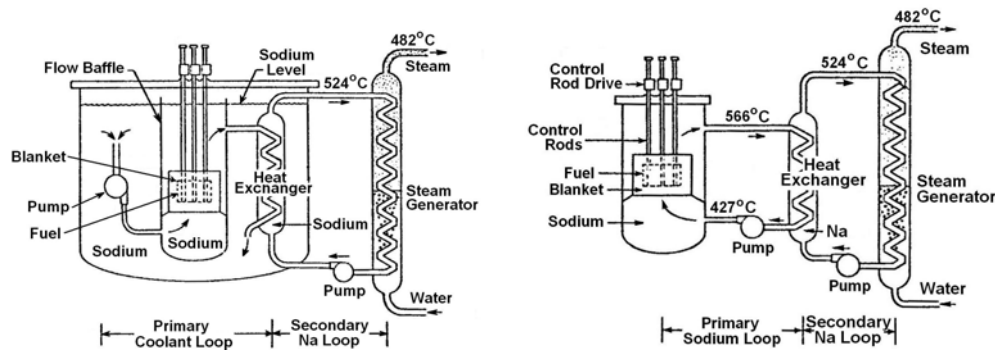 482°C
Steam
Flow Baffle
Sodium
Level
524°C
Blanket
Pump
Fuel
Sodium
Sodium
Heat
Exchanger
Sodium
Steam
Generator
Pump
Water
Primary
Coolant Loop
Secondary
Na Loop
482°C
Steam
Control
Rod Drive
524°C
566°C
Control
Rods
Fuel
Blanket
Heat
Exchanger
Steam
Generator
427°C
Sodium
Pump
Na
Pump
Water
Primary
Sodium Loop
Secondary
Na Loop